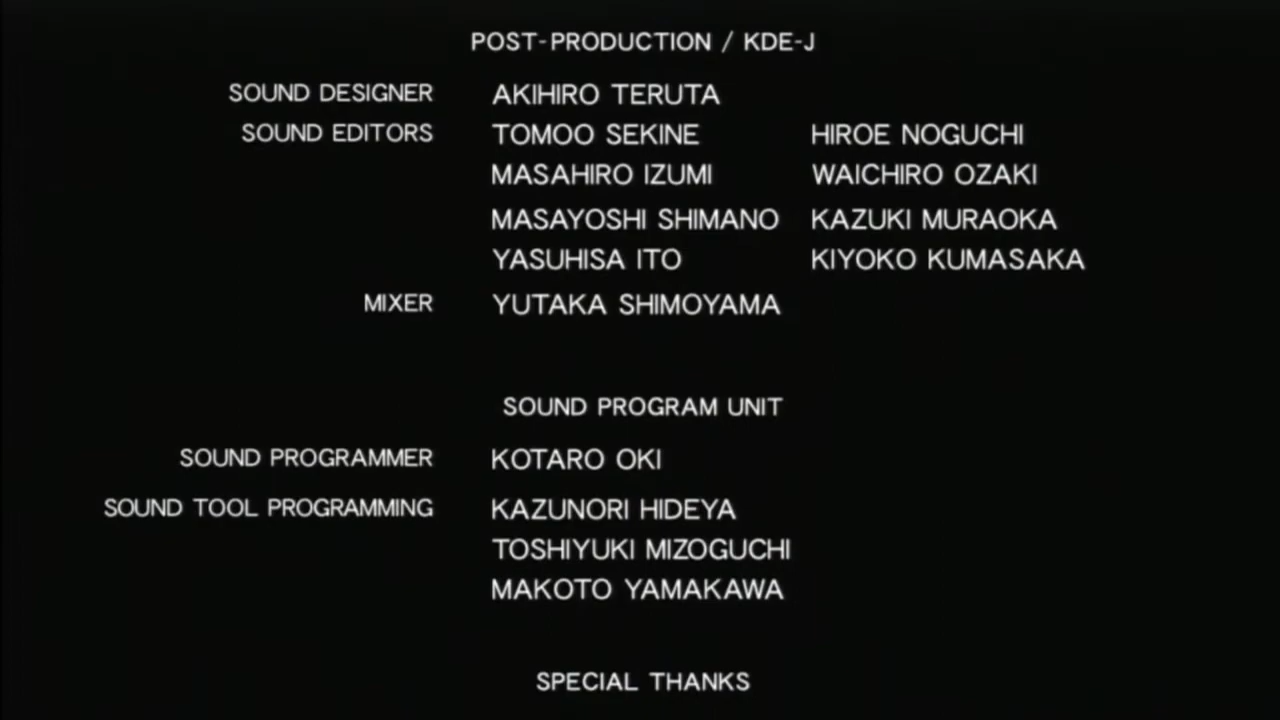 POST-PRODUCTION / KDE-J
SOUND DESIGNER AKIHIRO TERUTA
SOUND EDITORS TOMOO SEKINE HIROE NOGUCHI
MASAHIRO IZUMI WAICHIRO OZAKI
MASAYOSHI SHIMANO KAZUKI MURAOKA
YASUHISA ITO KIYOKO KUMASAKA
MIXER YUTAKA SHIMOYAMA
SOUND PROGRAM UNIT
SOUND PROGRAMMER KOTARO OKI
SOUND TOOL PROGRAMMING KAZUNORI HIDEYA
TOSHIYUKI MIZOGUCHI
MAKOTO YAMAKAWA
SPECIAL THANKS